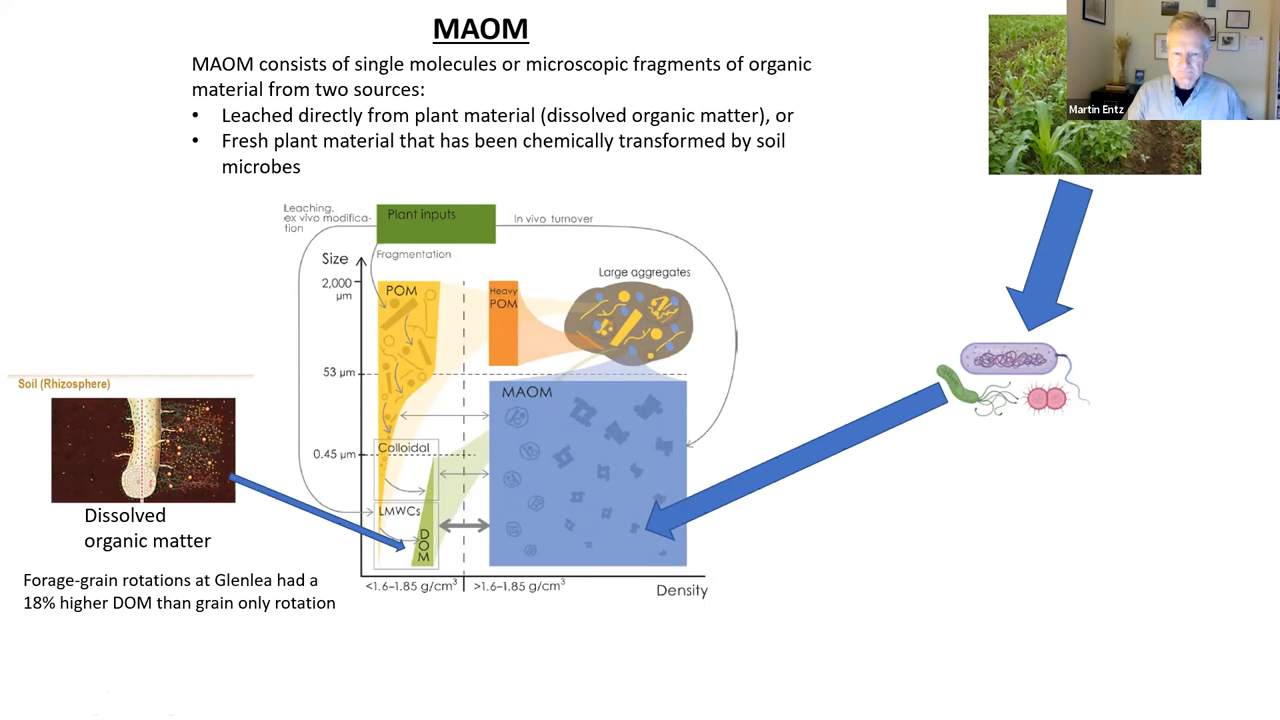 MAOM
MAOM consists of single molecules or microscopic fragments of organic
material from two sources:
• Leached directly from plant material (dissolved organic matter), or
• Fresh plant material that has been chemically transformed by soil
microbes
Martin Entz
Leaching,
ex vivo modifica-
tion
Plant inputs
In vivo turnover
Fragmentation
Size
2,000
μm
POM
Heavy
POM
Large aggregates
53 μm
MAOM
Colloidal
0.45 μm
LMWCs
DOM
<1.6–1.85 g/cm³
>1.6–1.85 g/cm³
Density
Soil (Rhizosphere)
Dissolved
organic matter
Forage-grain rotations at Glenlea had a
18% higher DOM than grain only rotation